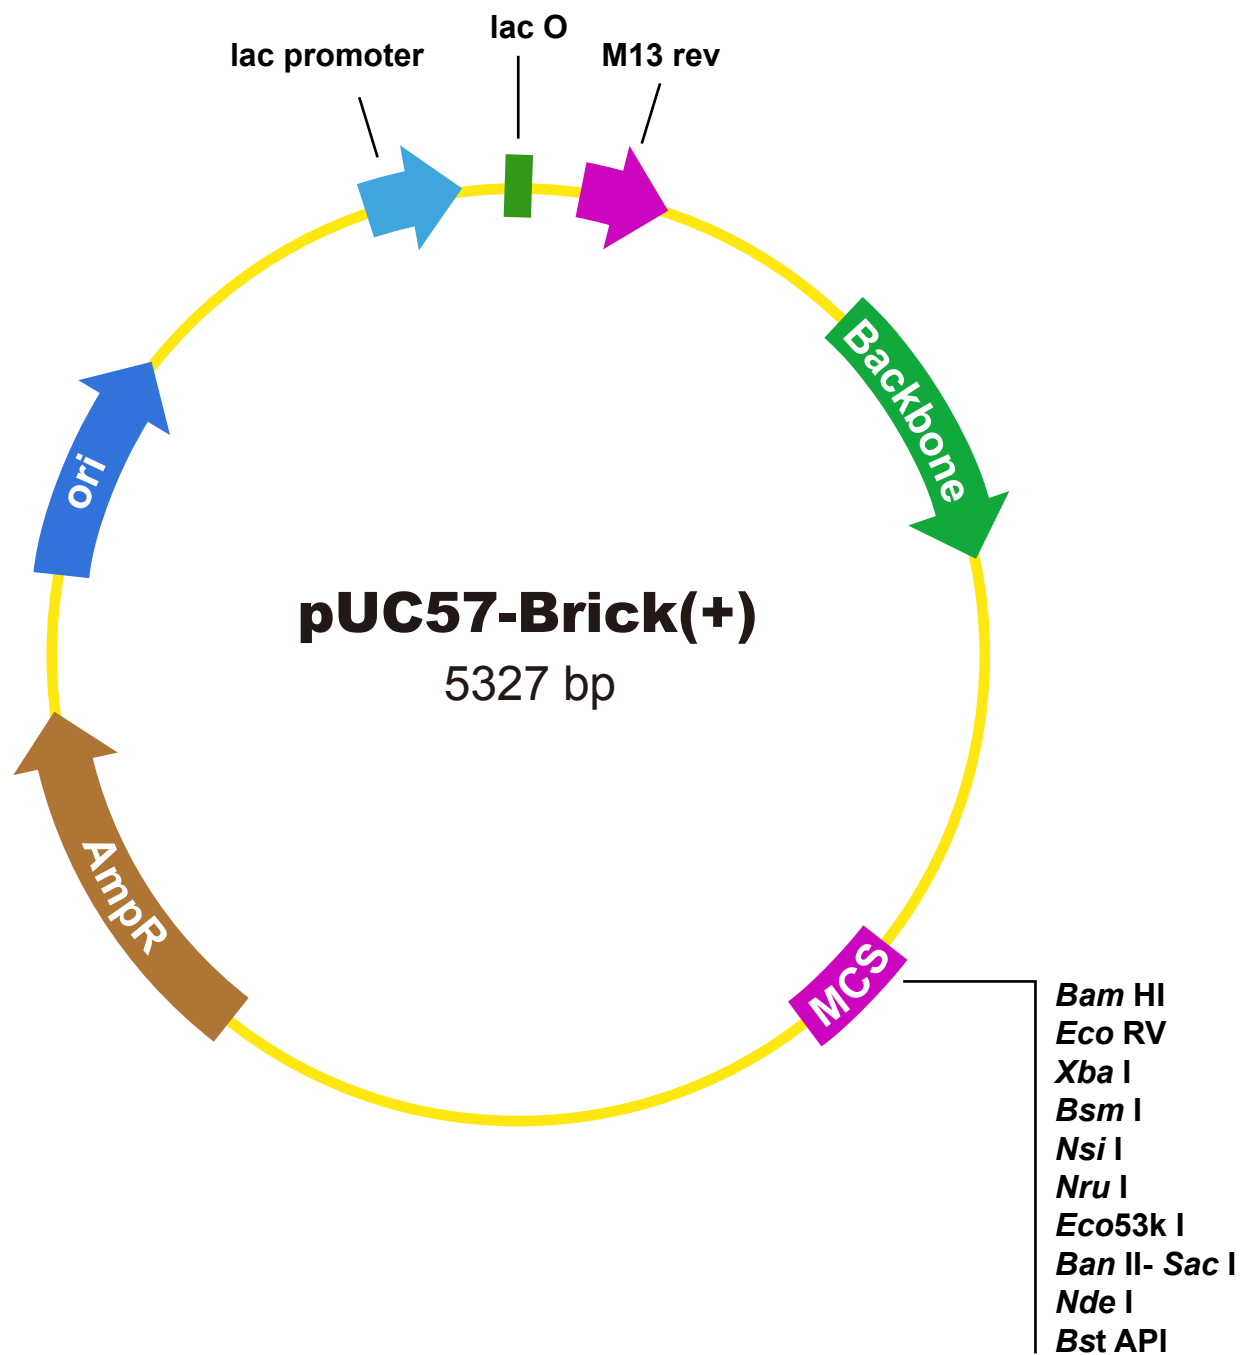 lac O
lac promoter
M13 rev
Backbone
ori
pUC57-Brick(+)
5327 bp
AmpR
MCS
Bam HI
Eco RV
Xba I
Bsm I
Nsi I
Nru I
Eco53k I
Ban II- Sac I
Nde I
Bst API